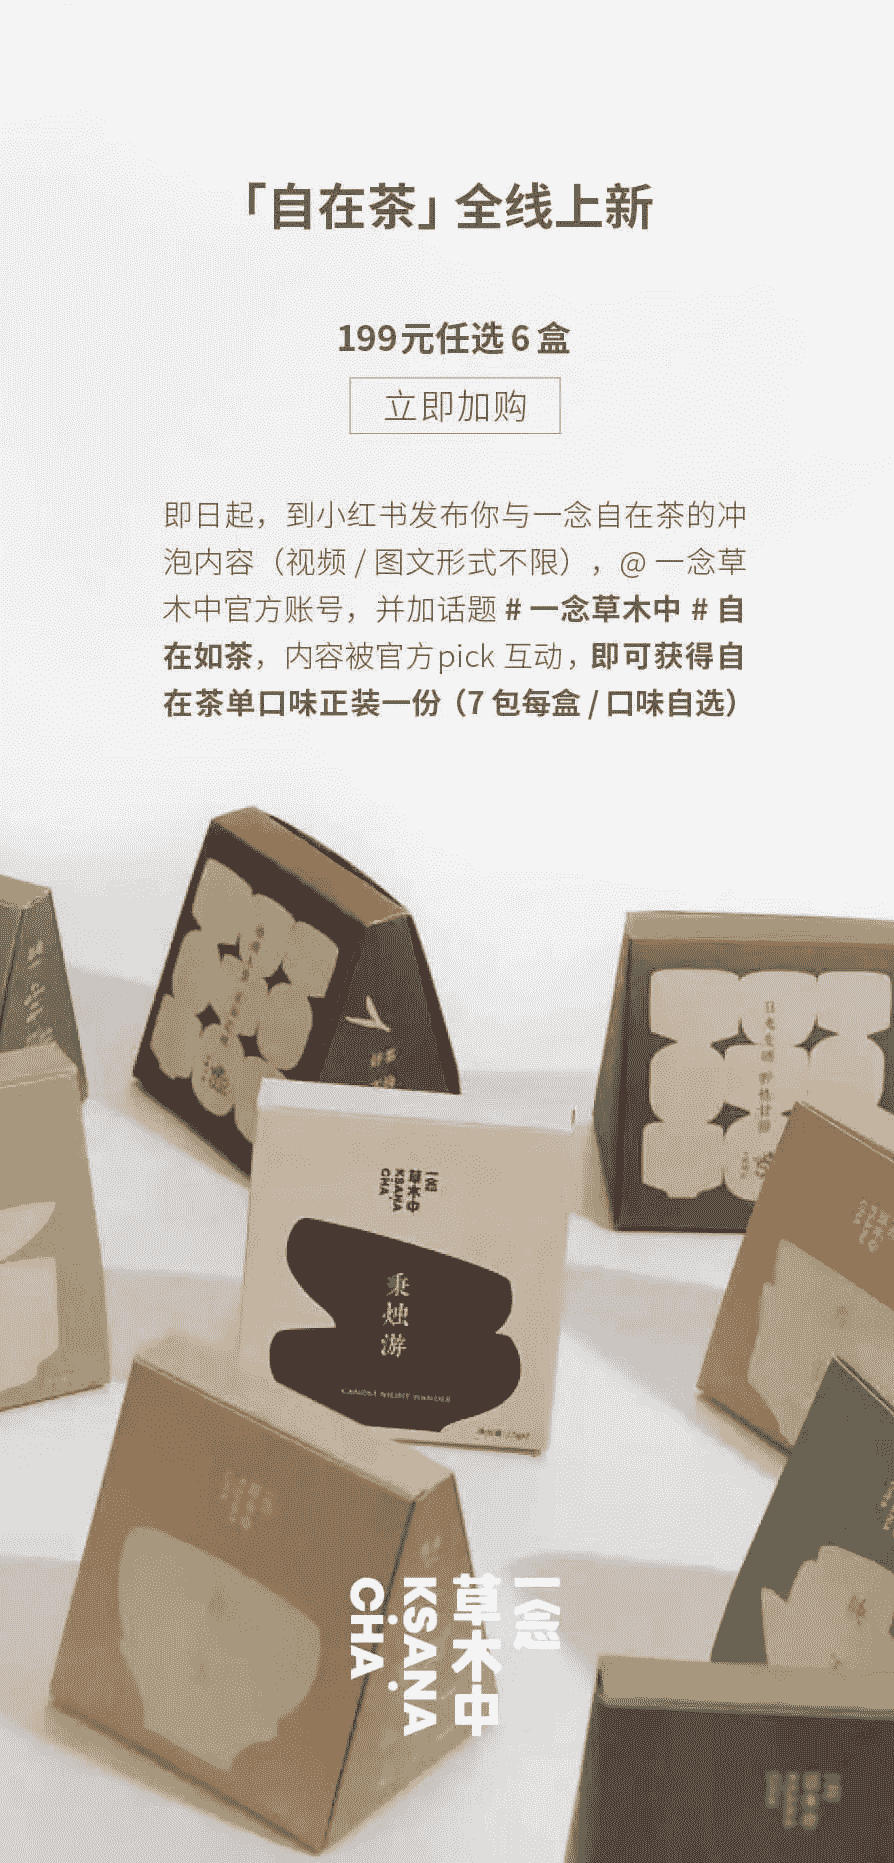 「自在茶」全线上新
199元任选6盒
立即加购
即日起，到小红书发布你与一念自在茶的冲
泡内容（视频 / 图文形式不限），@ 一念草
木中官方账号，并加话题 # 一念草木中 # 自
在如茶，内容被官方pick 互动，即可获得自
在茶单口味正装一份（7 包每盒 / 口味自选）
一念
草木中
KSANA
CHA
秉烛游
一念
草木中
KSANA
CHA